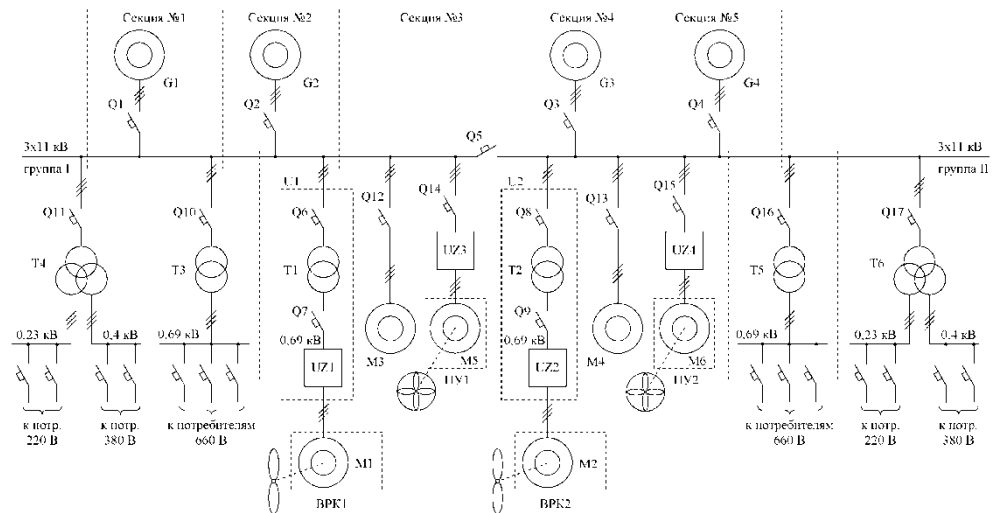 Секция №1
Секция №2
Секция №3
Секция №4
Секция №5
G1
G2
G3
G4
Q1
Q2
Q3
Q4
Q5
3х11 кВ
группа I
3х11 кВ
группа II
U1
U2
Q11
Q10
Q6
Q12
Q14
Q8
Q13
Q15
Q16
Q17
T4
T3
T1
UZ3
T2
UZ4
T5
T6
Q7
Q9
0,23 кВ
0,4 кВ
0,69 кВ
0,69 кВ
0,69 кВ
0,69 кВ
0,23 кВ
0,4 кВ
UZ1
M3
M5
UZ2
M4
M6
ПУ1
ПУ2
к потр.
220 В
к потр.
380 В
к потребителям
660 В
к потребителям
660 В
к потр.
220 В
к потр.
380 В
M1
M2
ВРК1
ВРК2